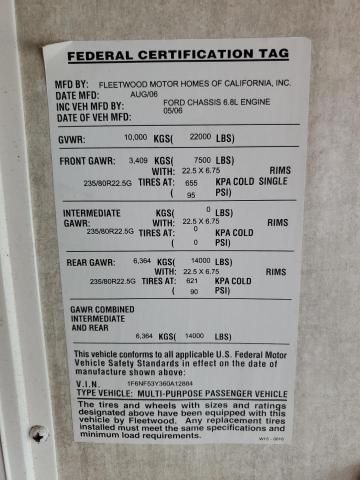 FEDERAL CERTIFICATION TAG
MFD BY: FLEETWOOD MOTOR HOMES OF CALIFORNIA, INC.
DATE MFD: AUG/06
INC VEH MFD BY: FORD CHASSIS 6.8L ENGINE
DATE OF VEH MFD: 05/06
GVWR: 10,000 KGS( 22000 LBS)
FRONT GAWR: 3,409 KGS( 7500 LBS)
WITH: 22.5 X 6.75 RIMS
235/80R22.5G TIRES AT: 655 KPA COLD SINGLE
( 95 PSI)
INTERMEDIATE KGS( 0 LBS)
GAWR: WITH: 22.5 X 6.75 RIMS
235/80R22.5G TIRES AT: 0 KPA COLD
( 0 PSI)
REAR GAWR: 6,364 KGS( 14000 LBS)
WITH: 22.5 X 6.75 RIMS
235/80R22.5G TIRES AT: 621 KPA COLD
( 90 PSI)
GAWR COMBINED
INTERMEDIATE
AND REAR
6,364 KGS( 14000 LBS)
This vehicle conforms to all applicable U.S. Federal Motor
Vehicle Safety Standards in effect on the date of
manufacture shown above:
V.I.N. 1F6NF53Y360A12884
TYPE VEHICLE: MULTI-PURPOSE PASSENGER VEHICLE
The tires and wheels with sizes and ratings
designated above have been equipped with this
vehicle by Fleetwood. Any replacement tires
installed must meet the same specifications and
minimum load requirements.